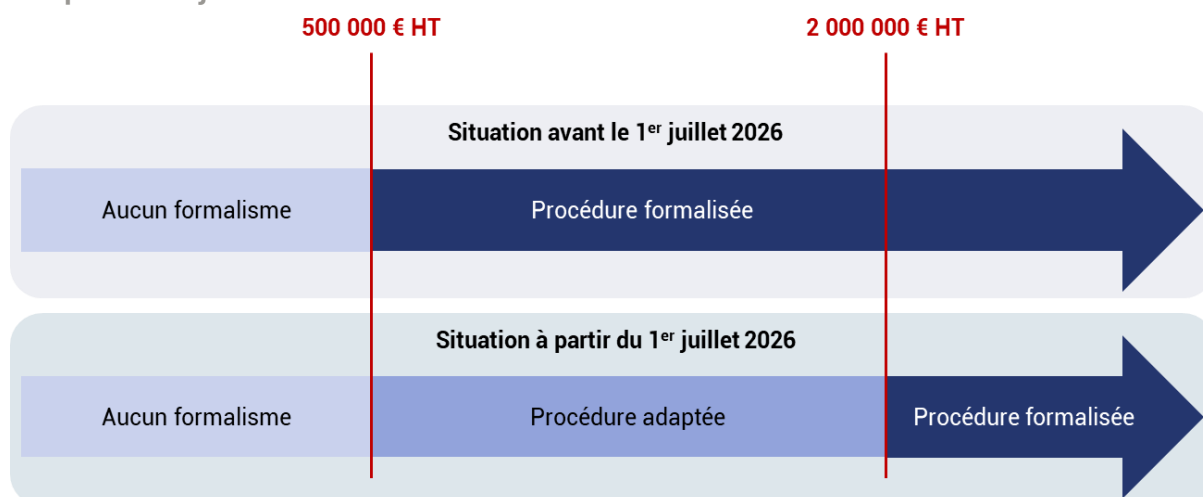 500 000 € HT
2 000 000 € HT
Situation avant le 1er juillet 2026
Aucun formalisme
Procédure formalisée
Situation à partir du 1er juillet 2026
Aucun formalisme
Procédure adaptée
Procédure formalisée